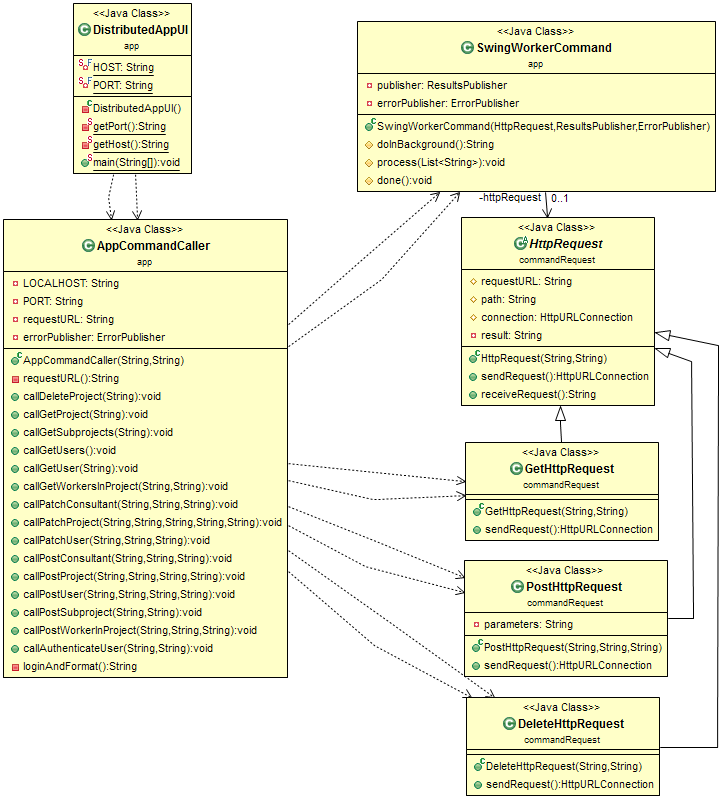 <<Java Class>>
DistributedAppUI
app
HOST: String
PORT: String
DistributedAppUI()
getPort():String
getHost():String
main(String[]):void
<<Java Class>>
SwingWorkerCommand
app
publisher: ResultsPublisher
errorPublisher: ErrorPublisher
SwingWorkerCommand(HttpRequest,ResultsPublisher,ErrorPublisher)
doInBackground():String
process(List<String>):void
done():void
-httpRequest 0..1
<<Java Class>>
AppCommandCaller
app
LOCALHOST: String
PORT: String
requestURL: String
errorPublisher: ErrorPublisher
AppCommandCaller(String,String)
requestURL():String
callDeleteProject(String):void
callGetProject(String):void
callGetSubprojects(String):void
callGetUsers():void
callGetUser(String):void
callGetWorkersInProject(String,String):void
callPatchConsultant(String,String,String):void
callPatchProject(String,String,String,String,String):void
callPatchUser(String,String,String):void
callPostConsultant(String,String,String):void
callPostProject(String,String,String,String):void
callPostUser(String,String,String,String):void
callPostSubproject(String,String):void
callPostWorkerInProject(String,String,String):void
callAuthenticateUser(String,String):void
loginAndFormat():String
<<Java Class>>
HttpRequest
commandRequest
requestURL: String
path: String
connection: HttpURLConnection
result: String
HttpRequest(String,String)
sendRequest():HttpURLConnection
receiveRequest():String
<<Java Class>>
GetHttpRequest
commandRequest
GetHttpRequest(String,String)
sendRequest():HttpURLConnection
<<Java Class>>
PostHttpRequest
commandRequest
parameters: String
PostHttpRequest(String,String,String)
sendRequest():HttpURLConnection
<<Java Class>>
DeleteHttpRequest
commandRequest
DeleteHttpRequest(String,String)
sendRequest():HttpURLConnection